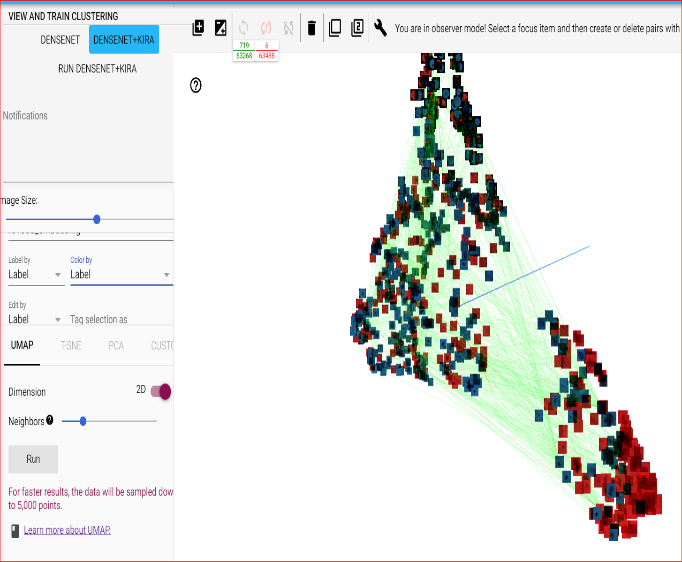 VIEW AND TRAIN CLUSTERING
DENSENET
DENSENET+KIRA
RUN DENSENET+KIRA
Notifications
mage Size:
Label by
Label
Color by
Label
Edit by
Label
Tag selection as
UMAP
T-SNE
PCA
CUSTO
Dimension
2D
Neighbors
Run
For faster results, the data will be sampled dow
to 5,000 points.
Learn more about UMAP.
719 6
63268 63488
2
You are in observer mode! Select a focus item and then create or delete pairs with